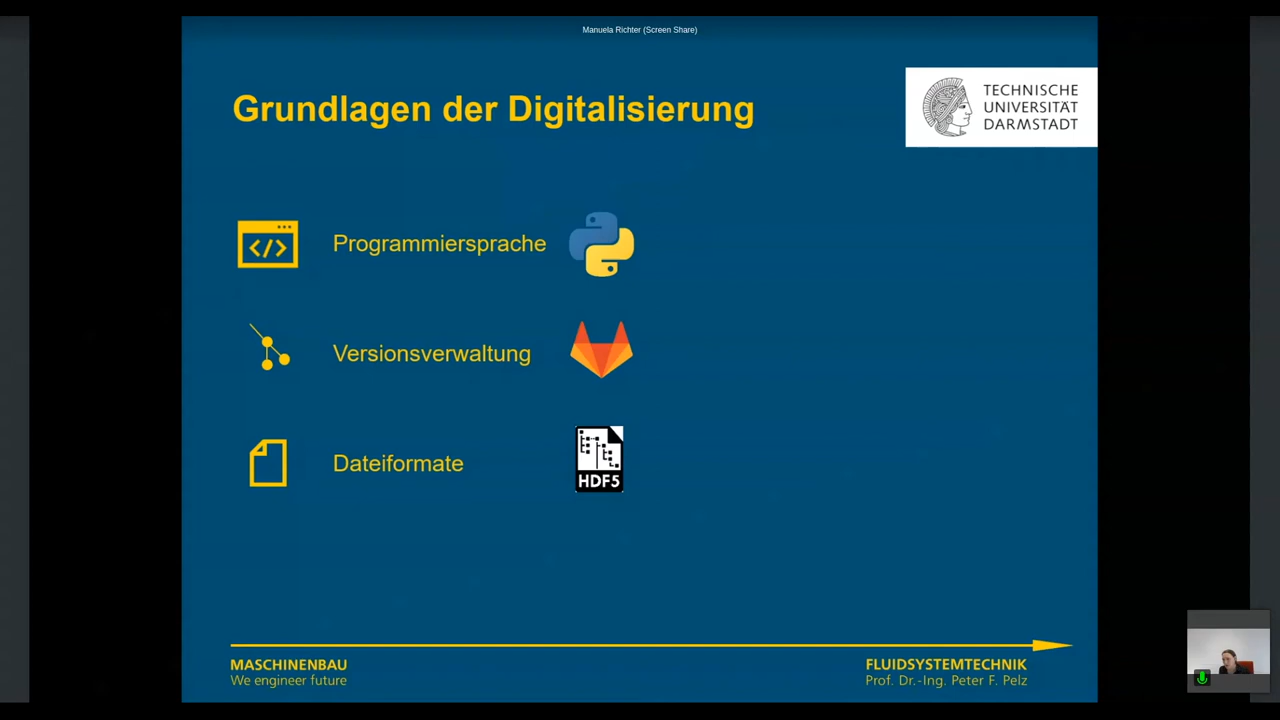 Manuela Richter (Screen Share)
Grundlagen der Digitalisierung
TECHNISCHE
UNIVERSITÄT
DARMSTADT
</>
Programmiersprache
Versionsverwaltung
Dateiformate
HDF5
MASCHINENBAU
We engineer future
FLUIDSYSTEMTECHNIK
Prof. Dr.-Ing. Peter F. Pelz